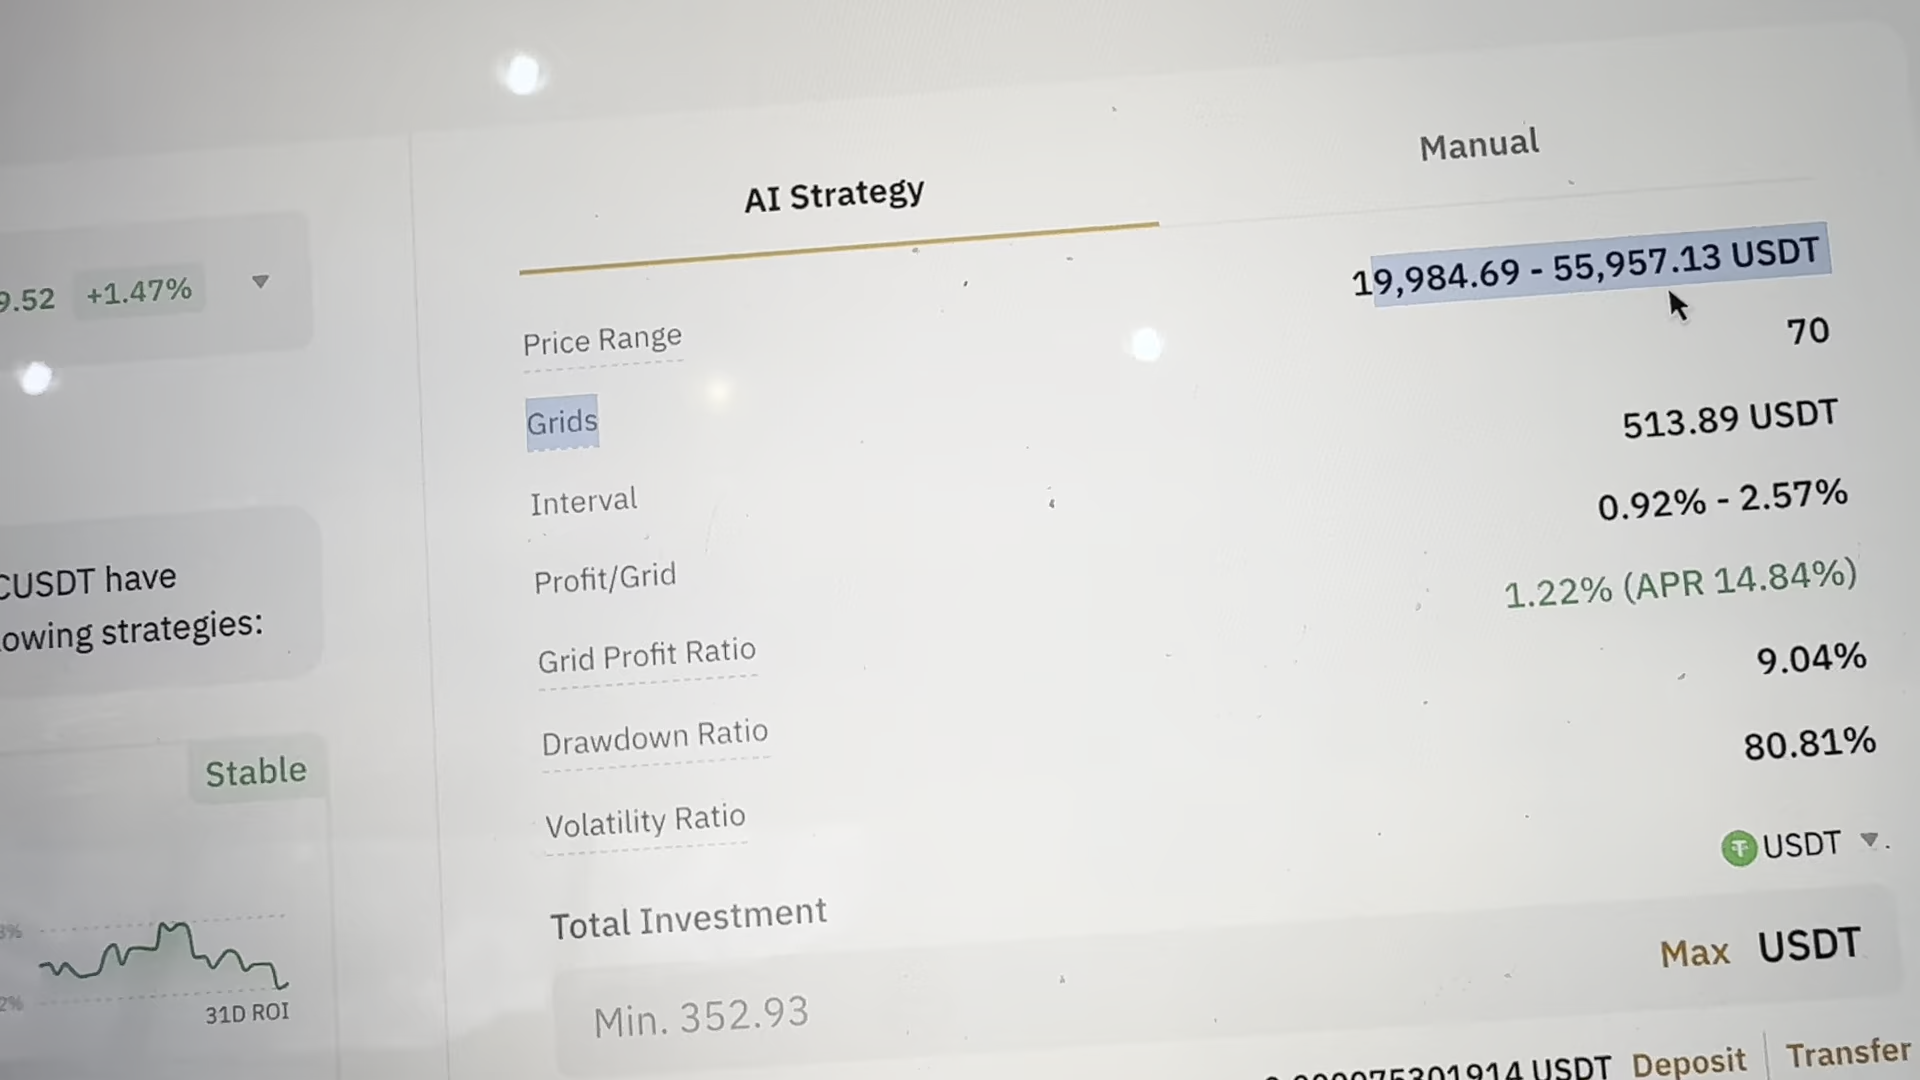 AI Strategy
Manual
9.52 +1.47%
Price Range 19,984.69 - 55,957.13 USDT
Grids 70
Interval 513.89 USDT
Profit/Grid 0.92% - 2.57%
Grid Profit Ratio 1.22% (APR 14.84%)
Drawdown Ratio 9.04%
Volatility Ratio 80.81%
CUSDT have
owing strategies:
Stable
31D ROI
USDT
Total Investment
Min. 352.93
Max USDT
USDT Deposit Transfer